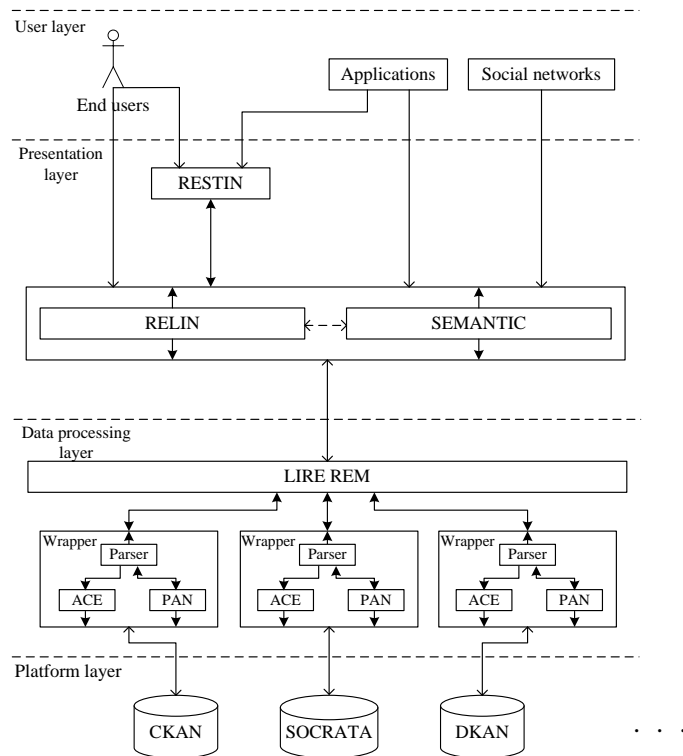 User layer
End users
Applications
Social networks
Presentation
layer
RESTIN
RELIN
SEMANTIC
Data processing
layer
LIRE REM
Wrapper
Parser
ACE
PAN
Wrapper
Parser
ACE
PAN
Wrapper
Parser
ACE
PAN
Platform layer
CKAN
SOCRATA
DKAN
. . .